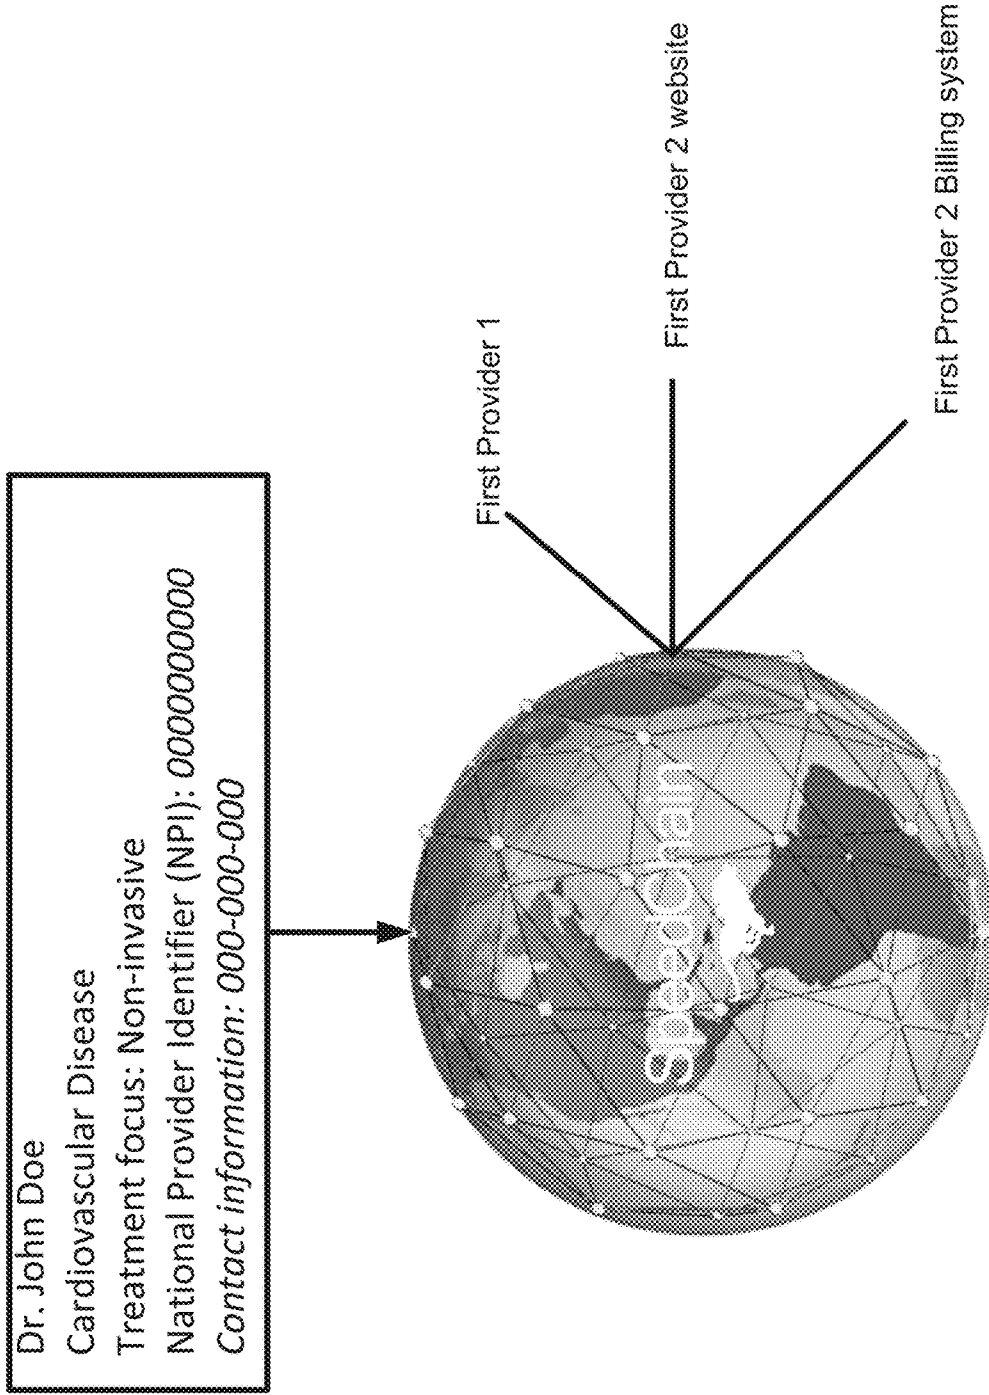 Dr. John Doe
Cardiovascular Disease
Treatment focus: Non-invasive
National Provider Identifier (NPI): 0000000000
Contact information: 000-000-000
First Provider 1
SpeedChain
First Provider 2 website
First Provider 2 Billing system